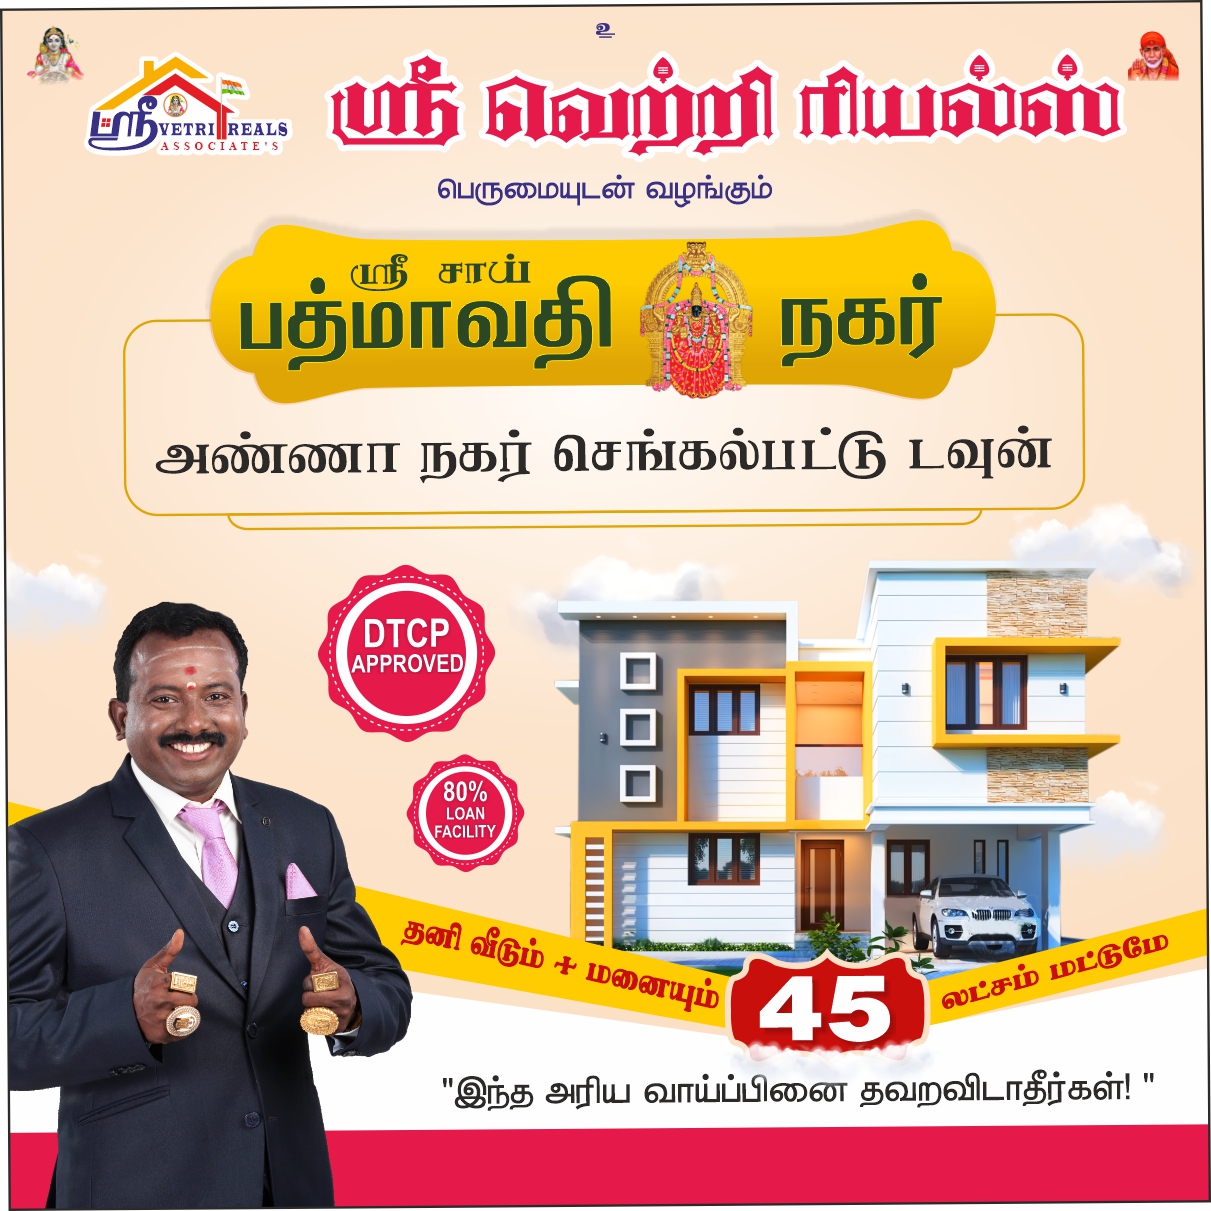 உ
ஸ்ரீ VETRI REALS
ASSOCIATE'S
ஸ்ரீ வெற்றி ரியல்ஸ்
பெருமையுடன் வழங்கும்
ஸ்ரீ சாய்
பத்மாவதி நகர்
அண்ணா நகர் செங்கல்பட்டு டவுன்
DTCP
APPROVED
80%
LOAN
FACILITY
தனி வீடும் + மனையும் 45 லட்சம் மட்டுமே
"இந்த அரிய வாய்ப்பினை தவறவிடாதீர்கள்! "